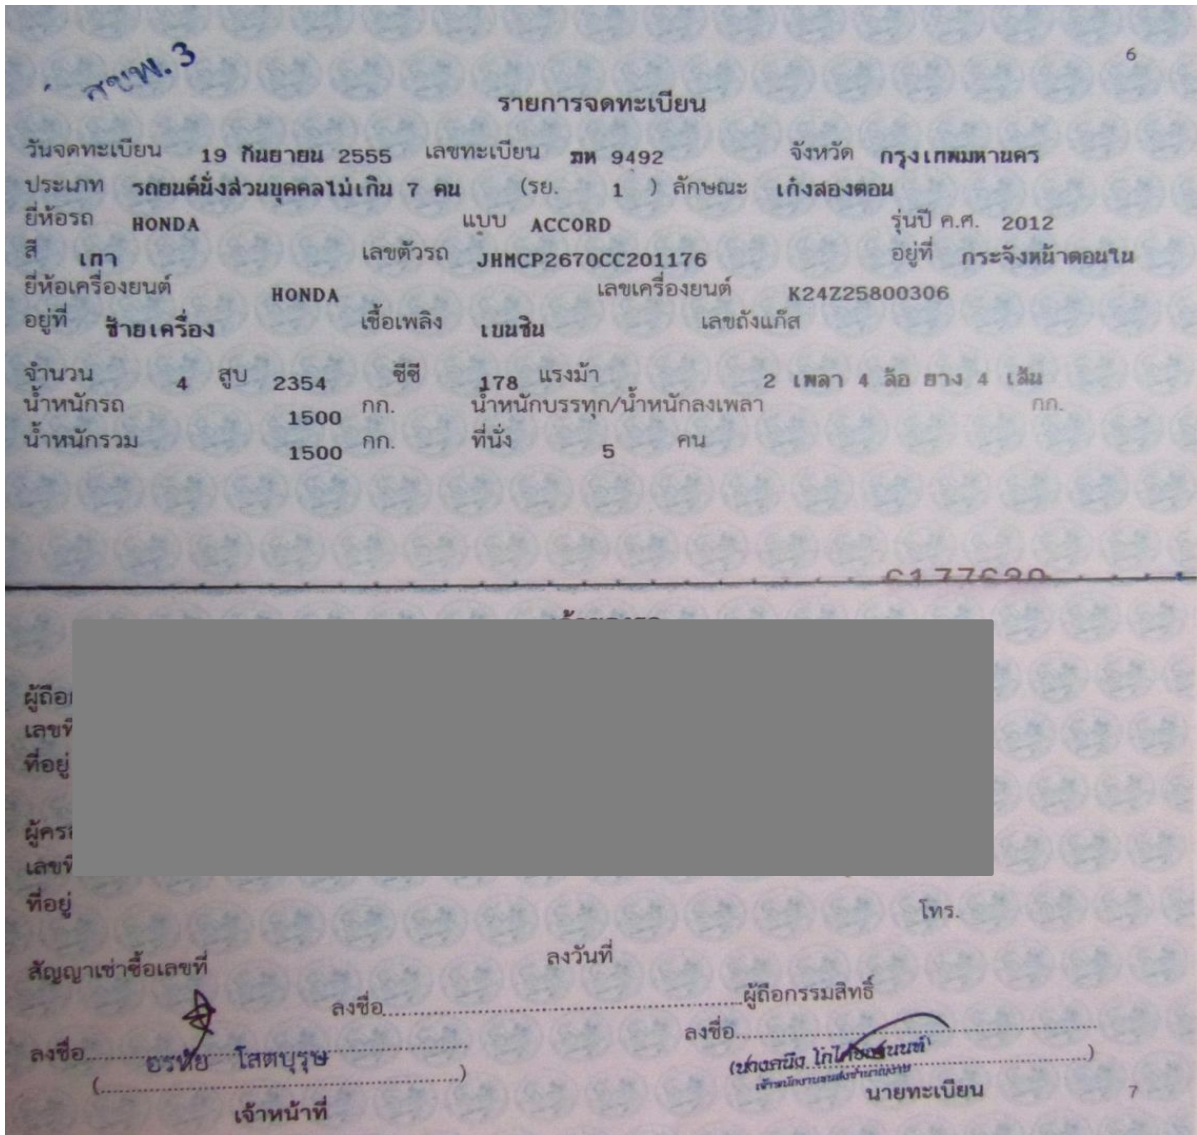 สขพ. 3
6
รายการจดทะเบียน
วันจดทะเบียน 19 กันยายน 2555 เลขทะเบียน ฆห 9492 จังหวัด กรุงเทพมหานคร
ประเภท รถยนต์นั่งส่วนบุคคลไม่เกิน 7 คน (รย. 1 ) ลักษณะ เก๋งสองตอน
ยี่ห้อรถ HONDA แบบ ACCORD รุ่นปี ค.ศ. 2012
สี เทา เลขตัวรถ JHMCP2670CC201176 อยู่ที่ กระจังหน้าตอนใน
ยี่ห้อเครื่องยนต์ HONDA เลขเครื่องยนต์ K24Z25800306
อยู่ที่ ซ้ายเครื่อง เชื้อเพลิง เบนซิน เลขถังแก๊ส
จำนวน 4 สูบ 2354 ซีซี 178 แรงม้า 2 เพลา 4 ล้อ ยาง 4 เส้น
น้ำหนักรถ 1500 กก. น้ำหนักบรรทุก/น้ำหนักลงเพลา กก.
น้ำหนักรวม 1500 กก. ที่นั่ง 5 คน
ที่อยู่
ที่อยู่ โทร.
สัญญาเช่าซื้อเลขที่ ลงวันที่
ลงชื่อ ผู้ถือกรรมสิทธิ์
ลงชื่อ ลงชื่อ
อรทัย โสตบุรุษ
( ) ( )
เจ้าหน้าที่ นายทะเบียน 7